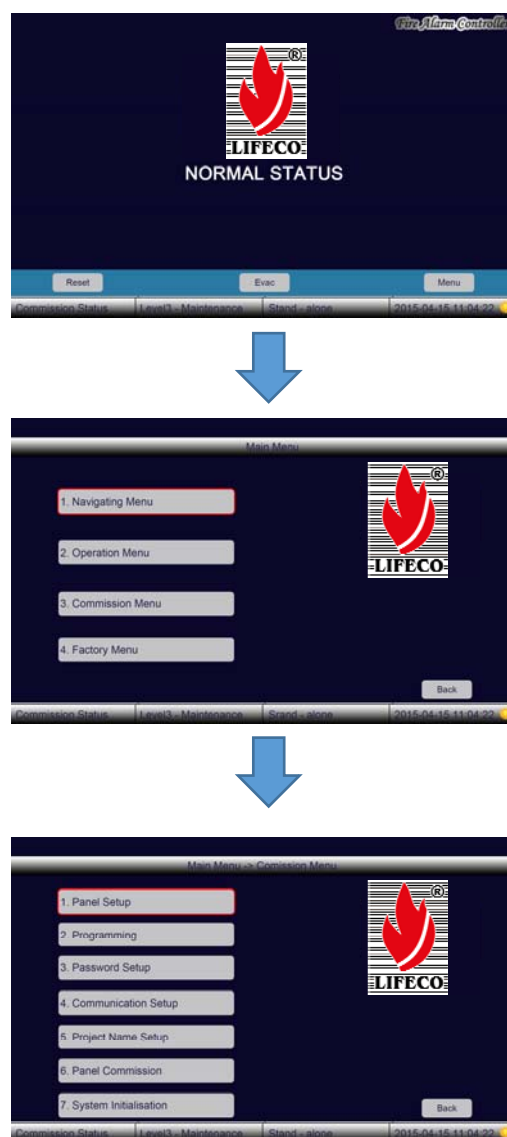 Fire Alarm Controller
®
LIFECO
NORMAL STATUS
Reset Evac Menu
Commission Status Level3 - Maintenance Stand - alone 2015-04-15 11:04:22
Main Menu
®
1. Navigating Menu
2. Operation Menu
LIFECO
3. Commission Menu
4. Factory Menu
Back
Commission Status Level3 - Maintenance Srand - alone 2015-04-15 11:04:22
Main Menu -> Comission Menu
®
1. Panel Setup
2. Programming
3. Password Setup
LIFECO
4. Communication Setup
5. Project Name Setup
6. Panel Commission
7. System Initialisation
Back
Commission Status Level3 - Maintenance Stand - alone 2015-04-15 11:04:22